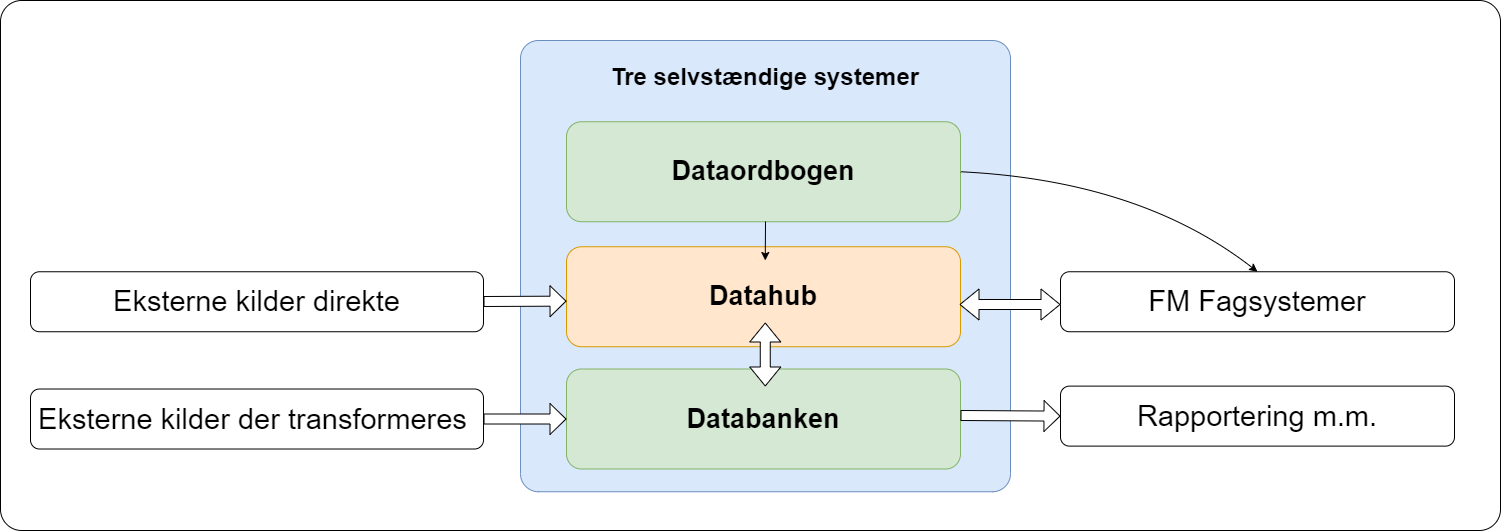 Tre selvstændige systemer
Dataordbogen
Eksterne kilder direkte
Datahub
FM Fagsystemer
Eksterne kilder der transformeres
Databanken
Rapportering m.m.